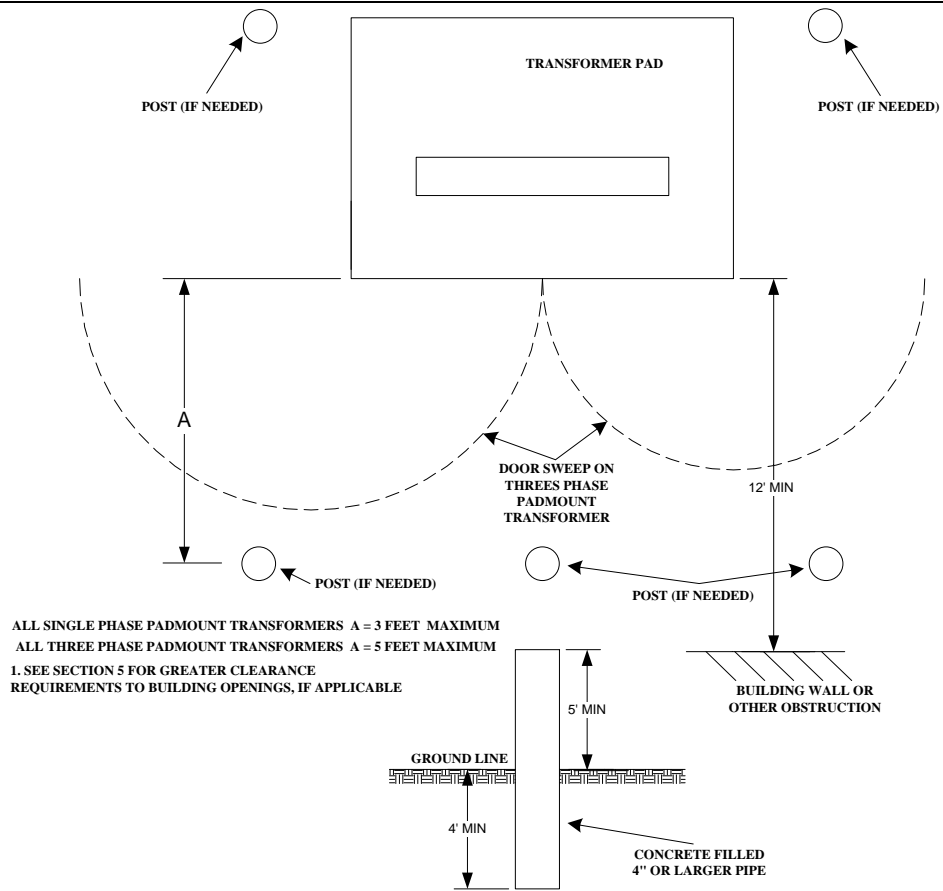 TRANSFORMER PAD
POST (IF NEEDED)
POST (IF NEEDED)
A
DOOR SWEEP ON
THREES PHASE
PADMOUNT
TRANSFORMER
12' MIN
POST (IF NEEDED)
POST (IF NEEDED)
ALL SINGLE PHASE PADMOUNT TRANSFORMERS A = 3 FEET MAXIMUM
ALL THREE PHASE PADMOUNT TRANSFORMERS A = 5 FEET MAXIMUM
1. SEE SECTION 5 FOR GREATER CLEARANCE
REQUIREMENTS TO BUILDING OPENINGS, IF APPLICABLE
BUILDING WALL OR
OTHER OBSTRUCTION
5' MIN
GROUND LINE
4' MIN
CONCRETE FILLED
4" OR LARGER PIPE